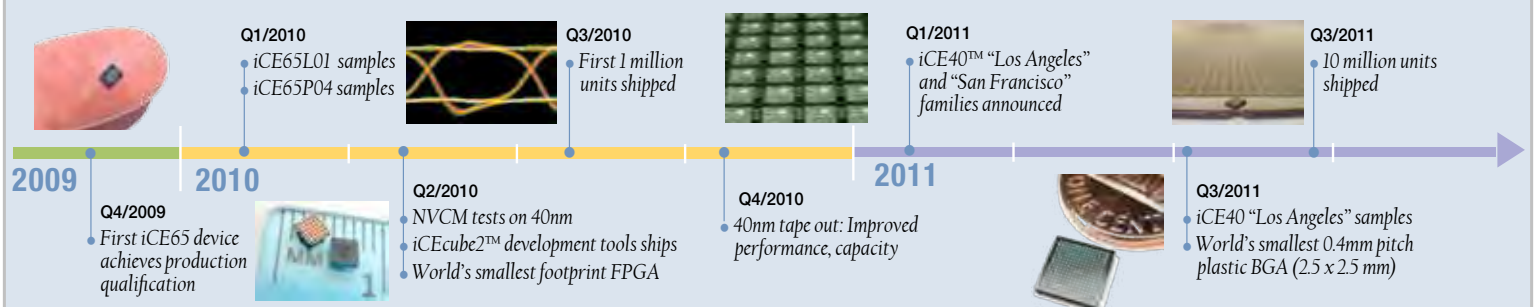 Q1/2010
iCE65L01 samples
iCE65P04 samples
Q3/2010
First 1 million
units shipped
Q1/2011
iCE40™ “Los Angeles”
and “San Francisco”
families announced
Q3/2011
10 million units
shipped
2009
2010
2011
Q4/2009
First iCE65 device
achieves production
qualification
MM
1
Q2/2010
NVCM tests on 40nm
iCEcube2™ development tools ships
World’s smallest footprint FPGA
Q4/2010
40nm tape out: Improved
performance, capacity
ONE CENT
Q3/2011
iCE40 “Los Angeles” samples
World’s smallest 0.4mm pitch
plastic BGA (2.5 x 2.5 mm)